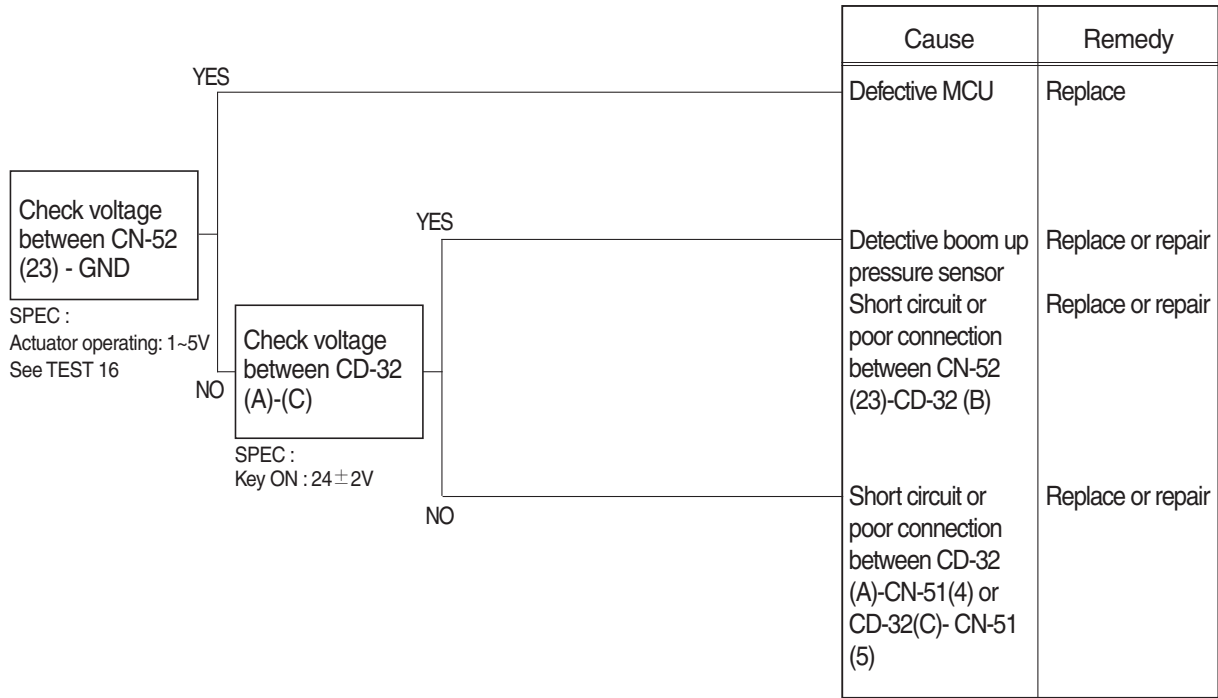 Cause
Remedy
YES
Defective MCU
Replace
Check voltage
between CN-52
(23) - GND
SPEC :
Actuator operating: 1~5V
See TEST 16
NO
YES
Detective boom up
pressure sensor
Replace or repair
Short circuit or
poor connection
between CN-52
(23)-CD-32 (B)
Replace or repair
Check voltage
between CD-32
(A)-(C)
SPEC :
Key ON : 24±2V
NO
Short circuit or
poor connection
between CD-32
(A)-CN-51(4) or
CD-32(C)- CN-51
(5)
Replace or repair